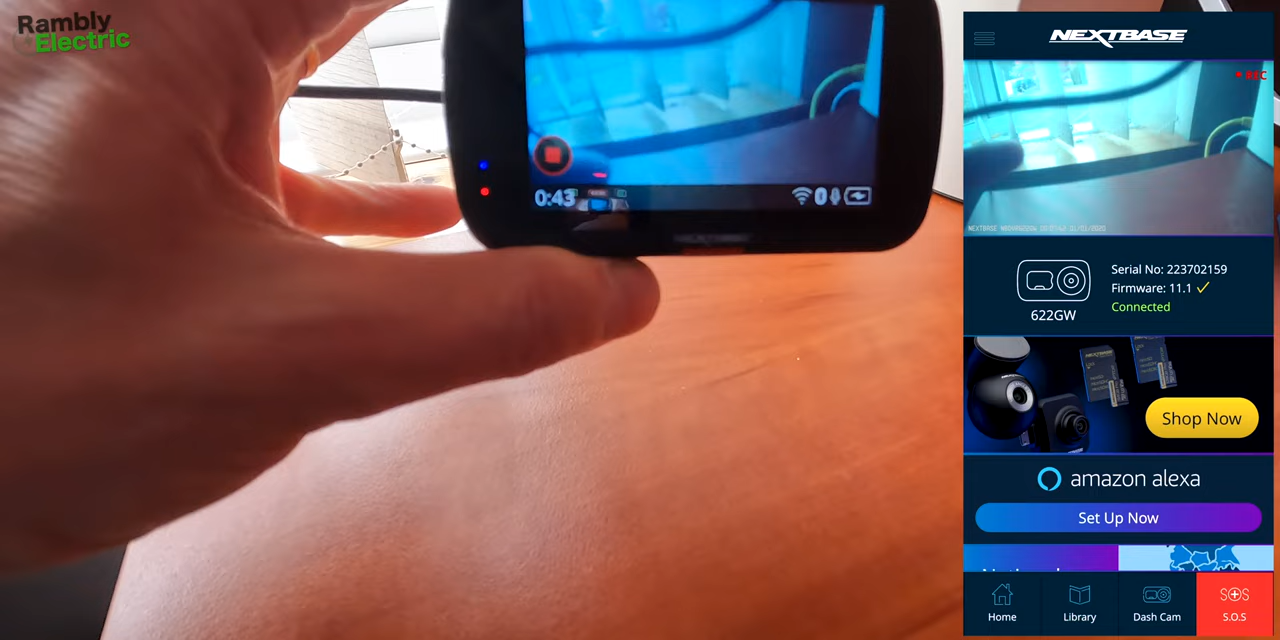 Rambly
Electric
0:43
NEXTBASE
REC
Serial No: 223702159
Firmware: 11.1
Connected
622GW
Shop Now
amazon alexa
Set Up Now
Home
Library
Dash Cam
SOS
S.O.S